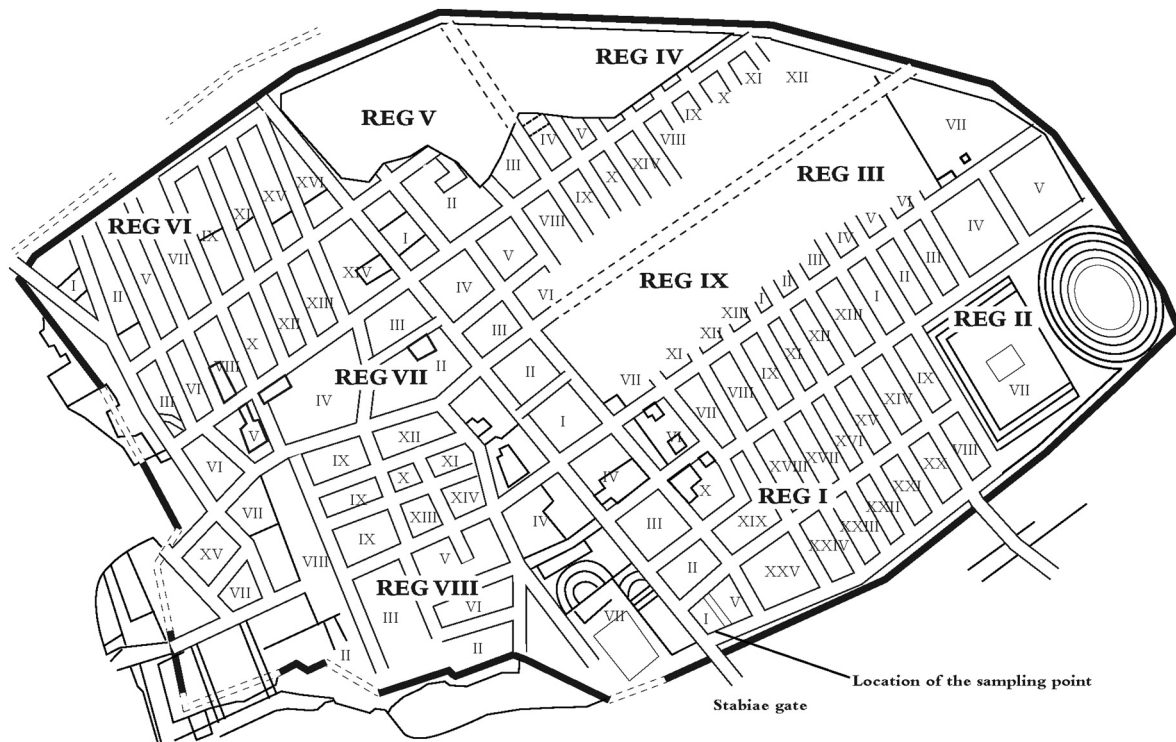 REG IV
XI
XII
X
IX
VIII
XIV
X
IX
VIII
V
IV
III
REG V
II
I
V
IV
VI
III
II
I
REG III
VII
V
IV
VI
V
IV
III
II
I
XIII
XII
XI
VII
REG IX
REG VI
I
II
V
VII
IX
XI
XV
XVI
XIV
XIII
XII
X
VIII
VI
III
V
REG VII
III
II
IV
VI
XII
IX
XI
X
IX
XIV
XIII
IX
VII
XV
VII
VIII
V
IV
REG VIII
III
VI
II
II
VII
REG II
VII
III
II
I
XIII
XII
XI
IX
VIII
VII
VI
IV
IX
XIV
XV
XVI
XVII
XVIII
VIII
XX
XXI
XXII
XXIII
XXIV
REG I
X
XIX
III
II
XXV
V
I
Location of the sampling point
Stabiae gate